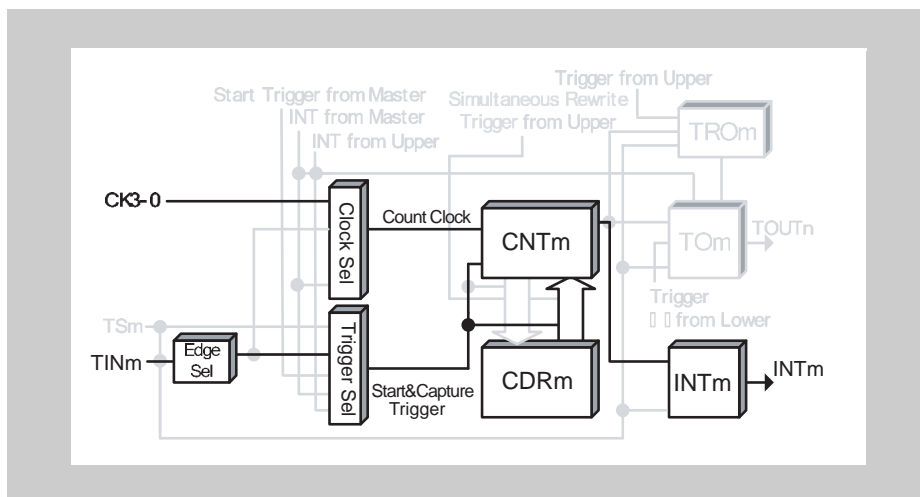 Trigger from Upper
Start Trigger from Master
Simultaneous Rewrite
INT from Master
Trigger from Upper
INT from Upper
TROm
CK3-0
Clock Sel
Count Clock
CNTm
TOm
TOUTn
Trigger
from Lower
TSm
TINm
Edge
Sel
Trigger Sel
Start&Capture
Trigger
CDRm
INTm
INTm